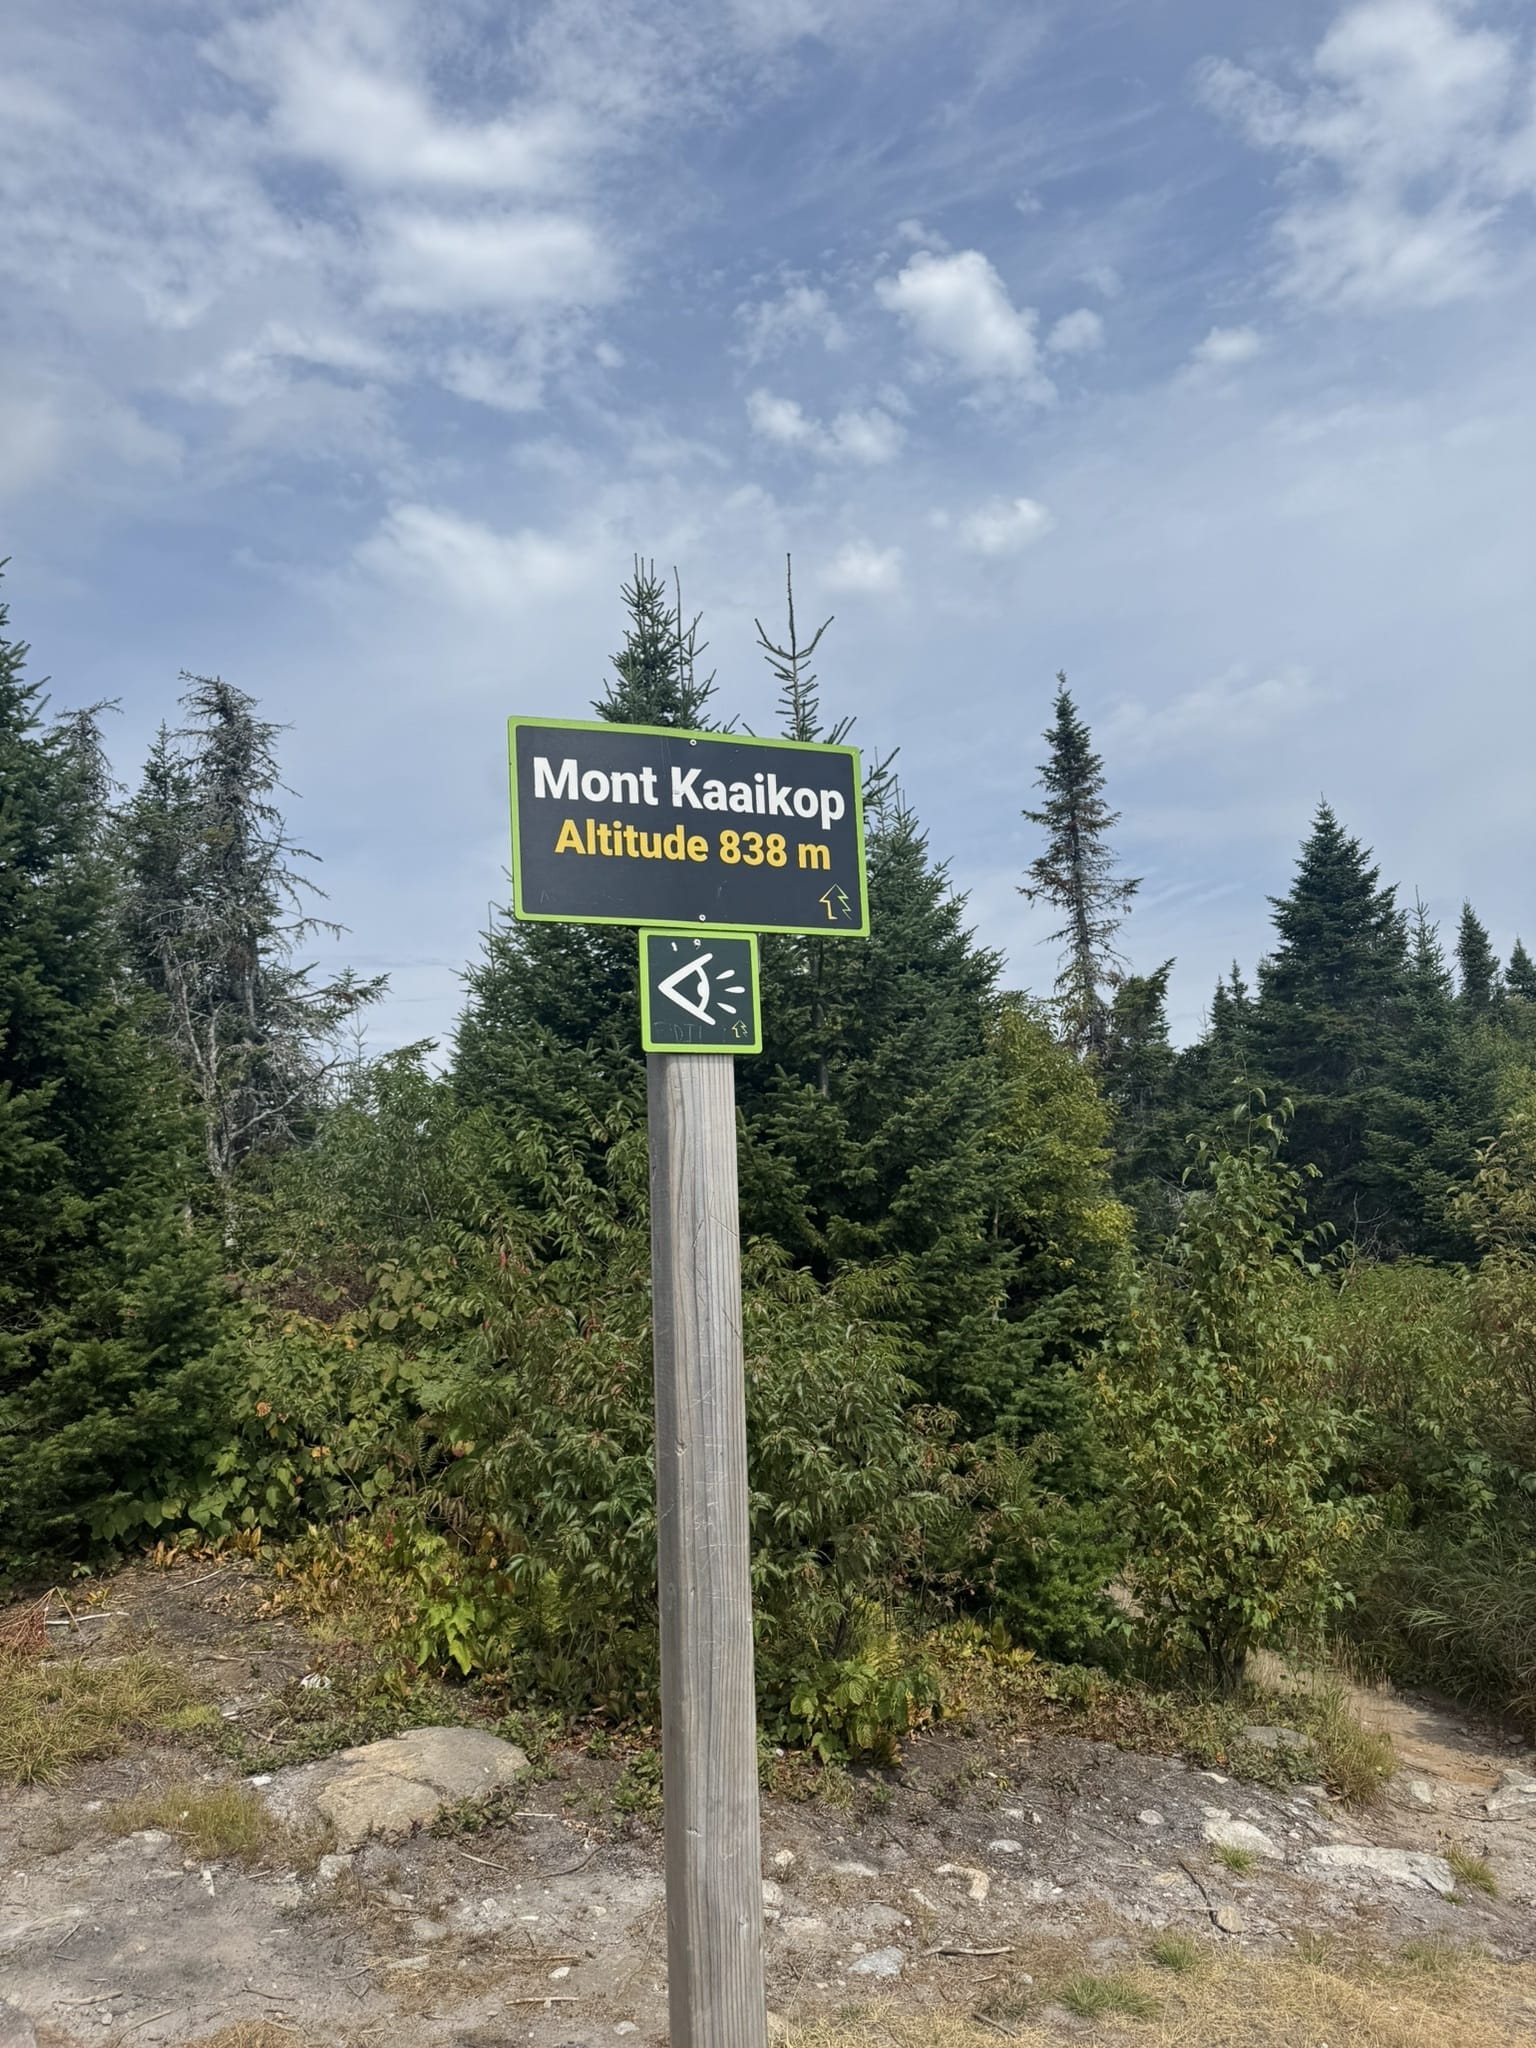 Mont Kaaikop
Altitude 838 m